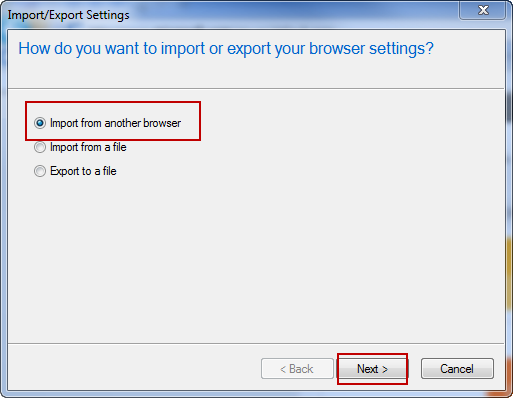 Import/Export Settings
How do you want to import or export your browser settings?
Import from another browser
Import from a file
Export to a file
< Back Next > Cancel